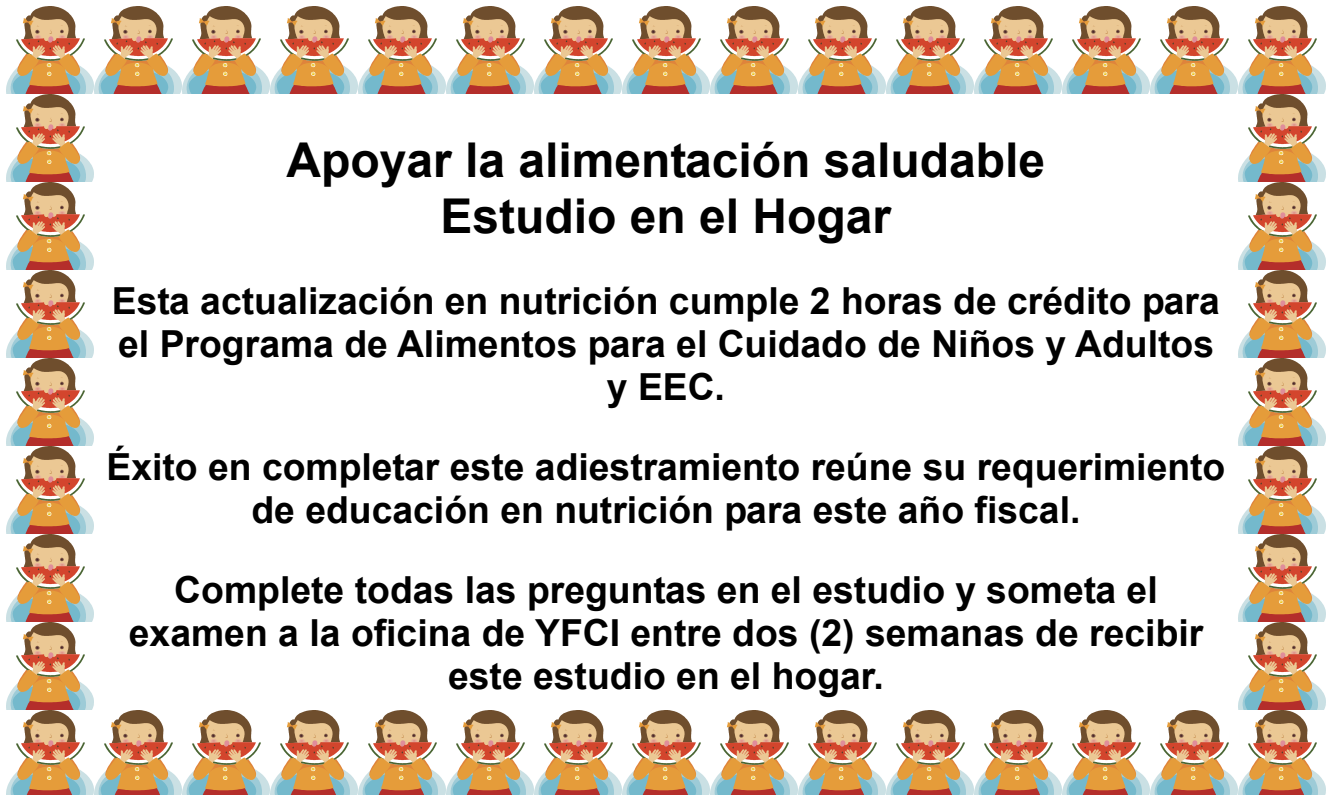 Apoyar la alimentación saludable
Estudio en el Hogar
Esta actualización en nutrición cumple 2 horas de crédito para
el Programa de Alimentos para el Cuidado de Niños y Adultos
y EEC.
Éxito en completar este adiestramiento reúne su requerimiento
de educación en nutrición para este año fiscal.
Complete todas las preguntas en el estudio y someta el
examen a la oficina de YFCI entre dos (2) semanas de recibir
este estudio en el hogar.